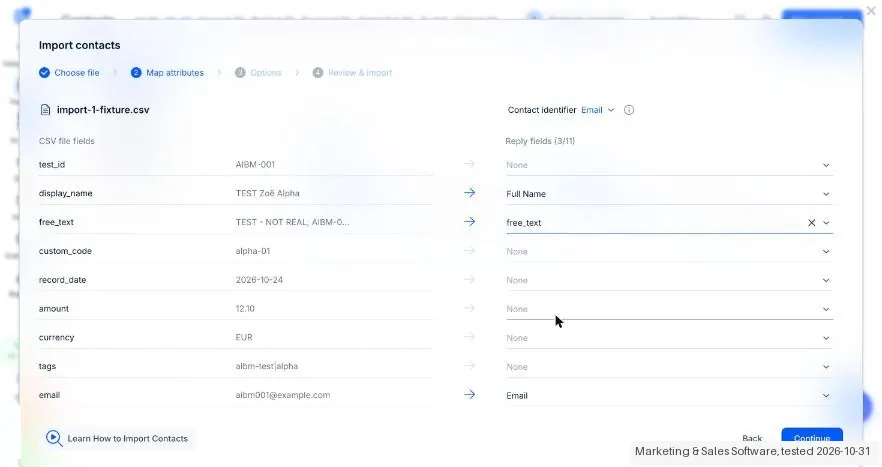 Import contacts
Choose file 2 Map attributes 3 Options 4 Review & import
import-1-fixture.csv Contact identifier Email
CSV file fields Reply fields (3/11)
test_id AIBM-001 None
display_name TEST Zoë Alpha Full Name
free_text TEST - NOT REAL; AIBM-0... free_text
custom_code alpha-01 None
record_date 2026-10-24 None
amount 12.10 None
currency EUR None
tags aibm-test|alpha None
email aibm001@example.com Email
Learn How to Import Contacts Back Continue
Marketing & Sales Software, tested 2026-10-31